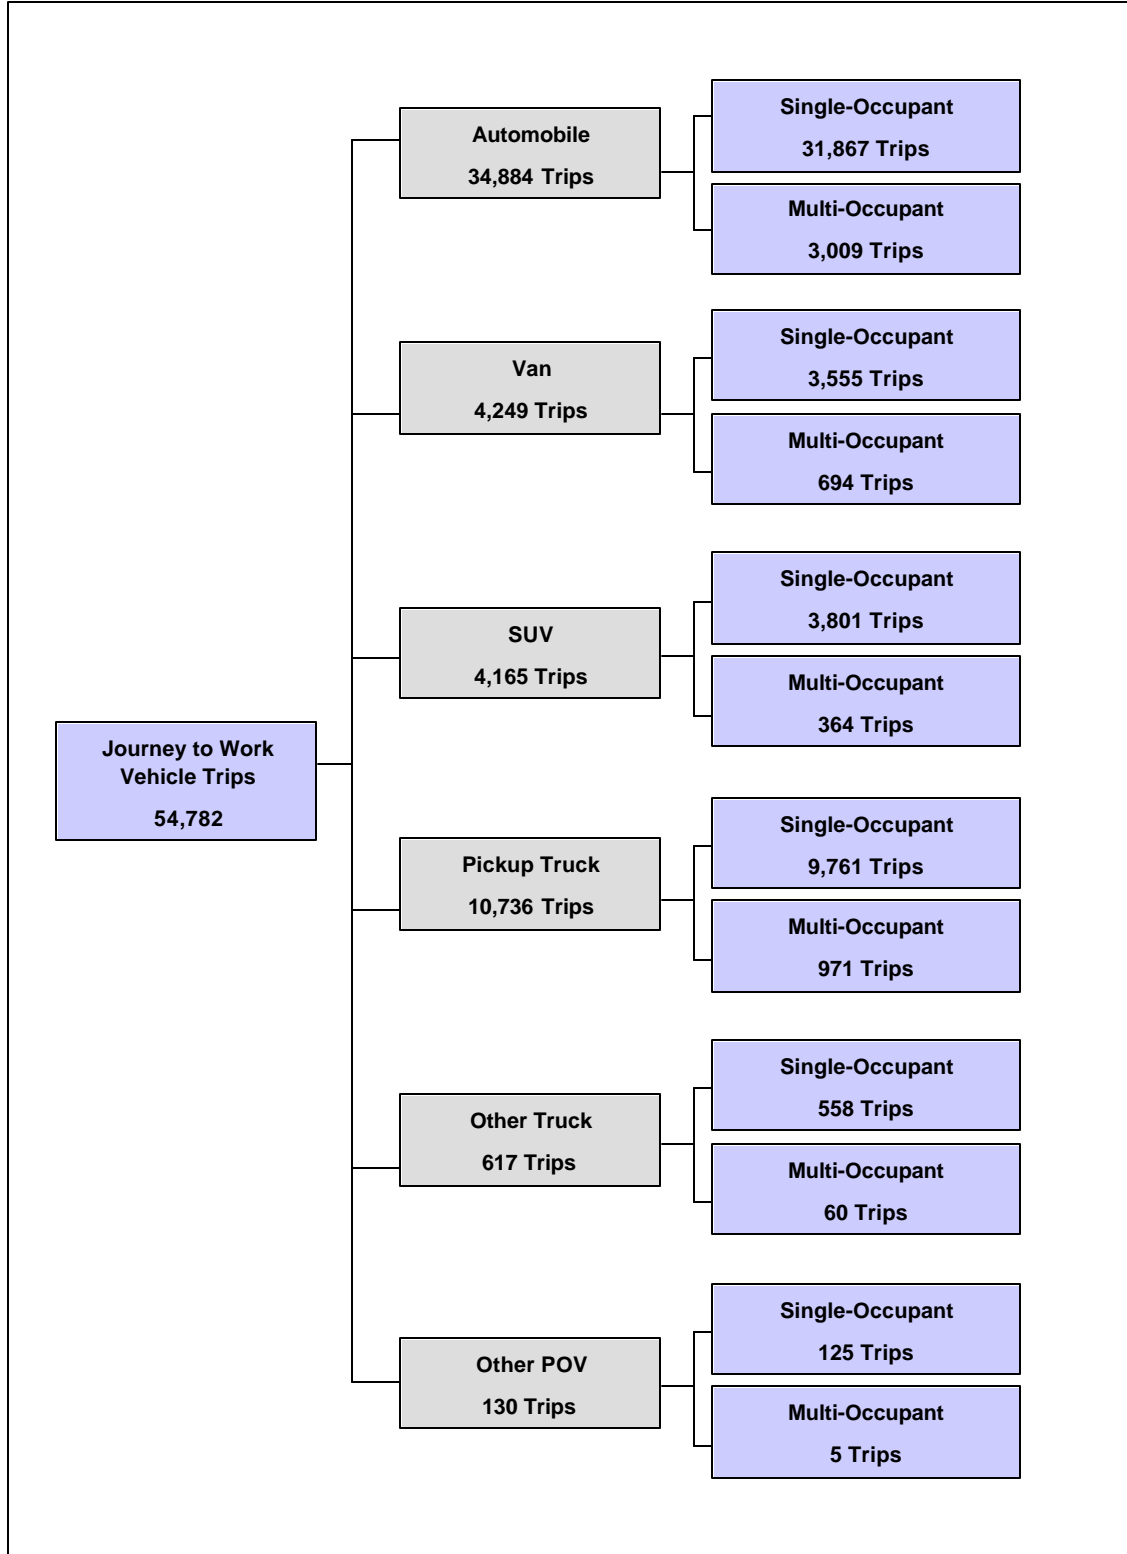 Journey to Work
Vehicle Trips
54,782
Automobile
34,884 Trips
Single-Occupant
31,867 Trips
Multi-Occupant
3,009 Trips
Van
4,249 Trips
Single-Occupant
3,555 Trips
Multi-Occupant
694 Trips
SUV
4,165 Trips
Single-Occupant
3,801 Trips
Multi-Occupant
364 Trips
Pickup Truck
10,736 Trips
Single-Occupant
9,761 Trips
Multi-Occupant
971 Trips
Other Truck
617 Trips
Single-Occupant
558 Trips
Multi-Occupant
60 Trips
Other POV
130 Trips
Single-Occupant
125 Trips
Multi-Occupant
5 Trips